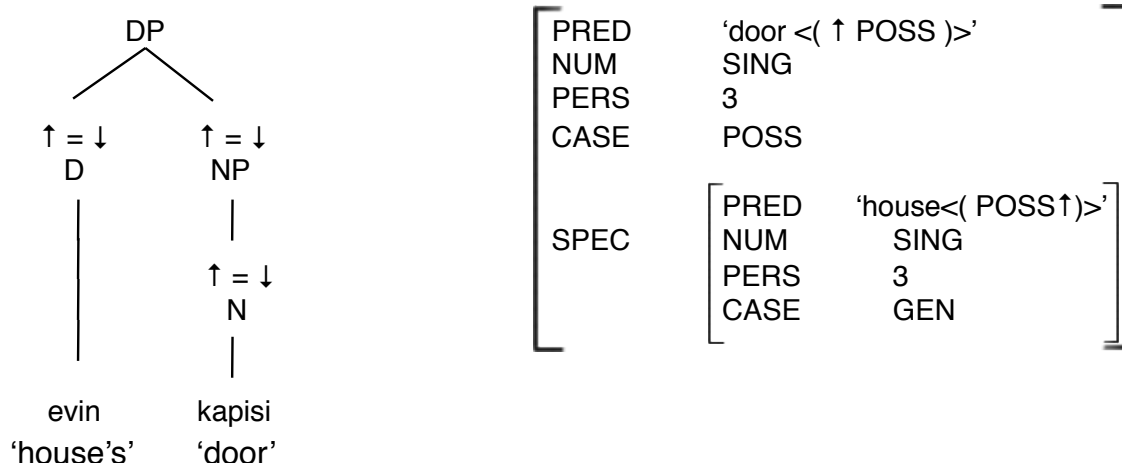 DP
↑ = ↓ ↑ = ↓
D NP
↑ = ↓
N
evin kapisi
‘house's’ ‘door’
PRED ‘door <( ↑ POSS )>’
NUM SING
PERS 3
CASE POSS
SPEC
PRED ‘house<( POSS↑)>’
NUM SING
PERS 3
CASE GEN